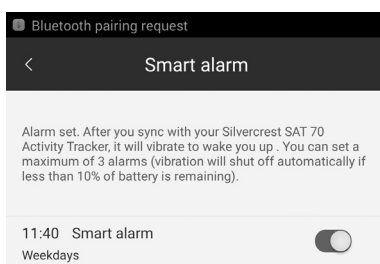 Bluetooth pairing request
Smart alarm
Alarm set. After you sync with your Silvercrest SAT 70
Activity Tracker, it will vibrate to wake you up . You can set a
maximum of 3 alarms (vibration will shut off automatically if
less than 10% of battery is remaining).
11:40 Smart alarm
Weekdays